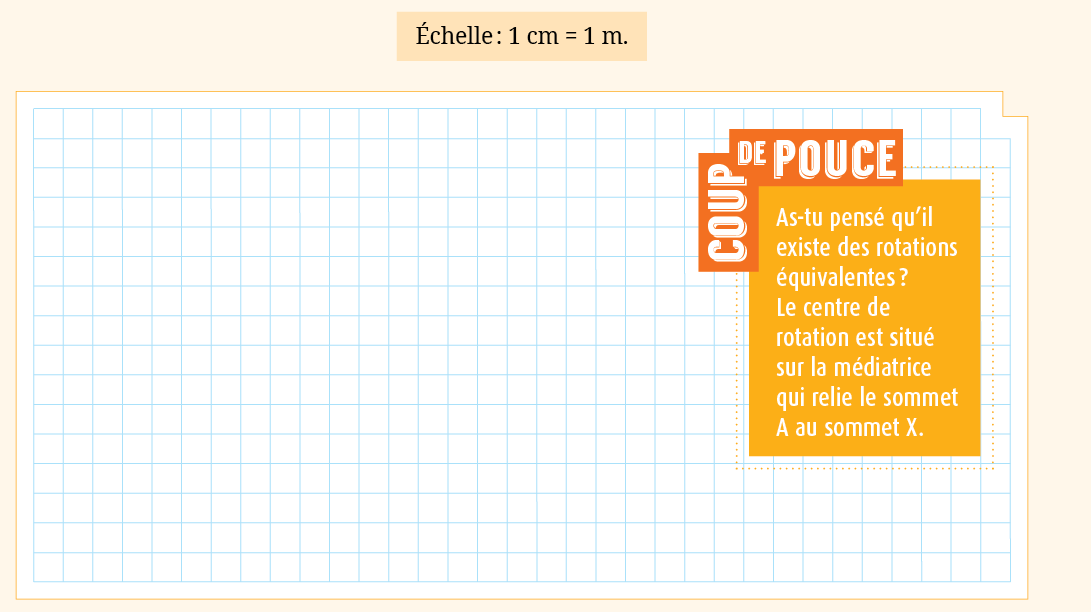 Échelle : 1 cm = 1 m.
COUP DE POUCE
As-tu pensé qu’il
existe des rotations
équivalentes ?
Le centre de
rotation est situé
sur la médiatrice
qui relie le sommet
A au sommet X.